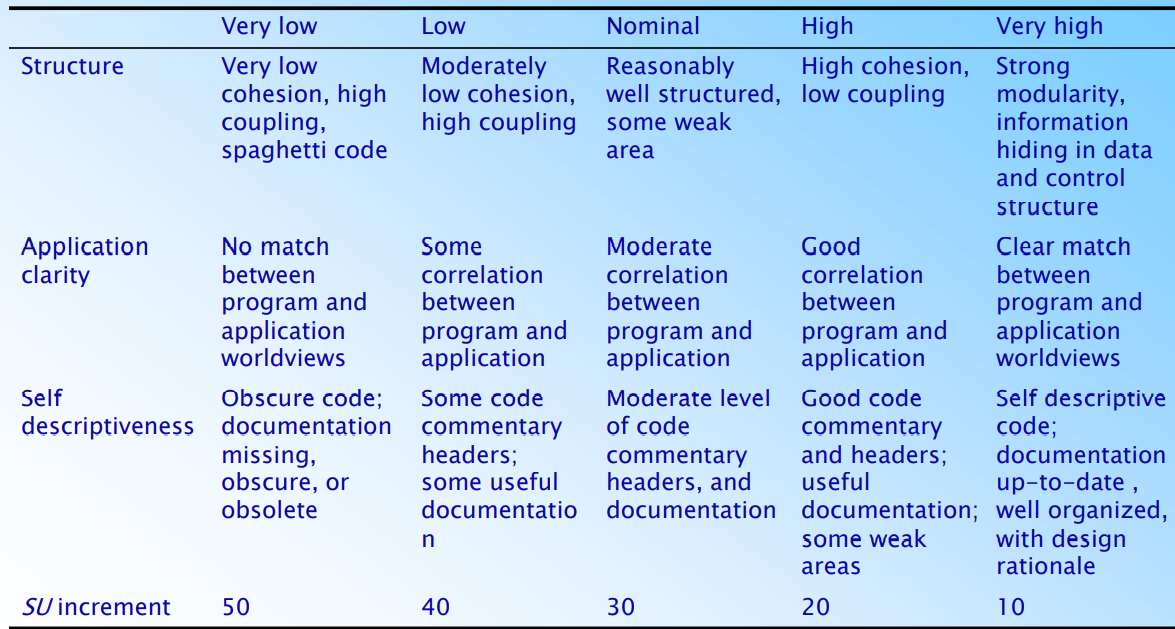 Very low Low Nominal High Very high
Structure
Very low
cohesion, high
coupling,
spaghetti code
Moderately
low cohesion,
high coupling
Reasonably
well structured,
some weak
area
High cohesion,
low coupling
Strong
modularity,
information
hiding in data
and control
structure
Application
clarity
No match
between
program and
application
worldviews
Some
correlation
between
program and
application
Moderate
correlation
between
program and
application
Good
correlation
between
program and
application
Clear match
between
program and
application
worldviews
Self
descriptiveness
Obscure code;
documentation
missing,
obscure, or
obsolete
Some code
commentary
headers;
some useful
documentatio
n
Moderate level
of code
commentary
headers, and
documentation
Good code
commentary
and headers;
useful
documentation;
some weak
areas
Self descriptive
code;
documentation
up-to-date ,
well organized,
with design
rationale
SU increment 50 40 30 20 10